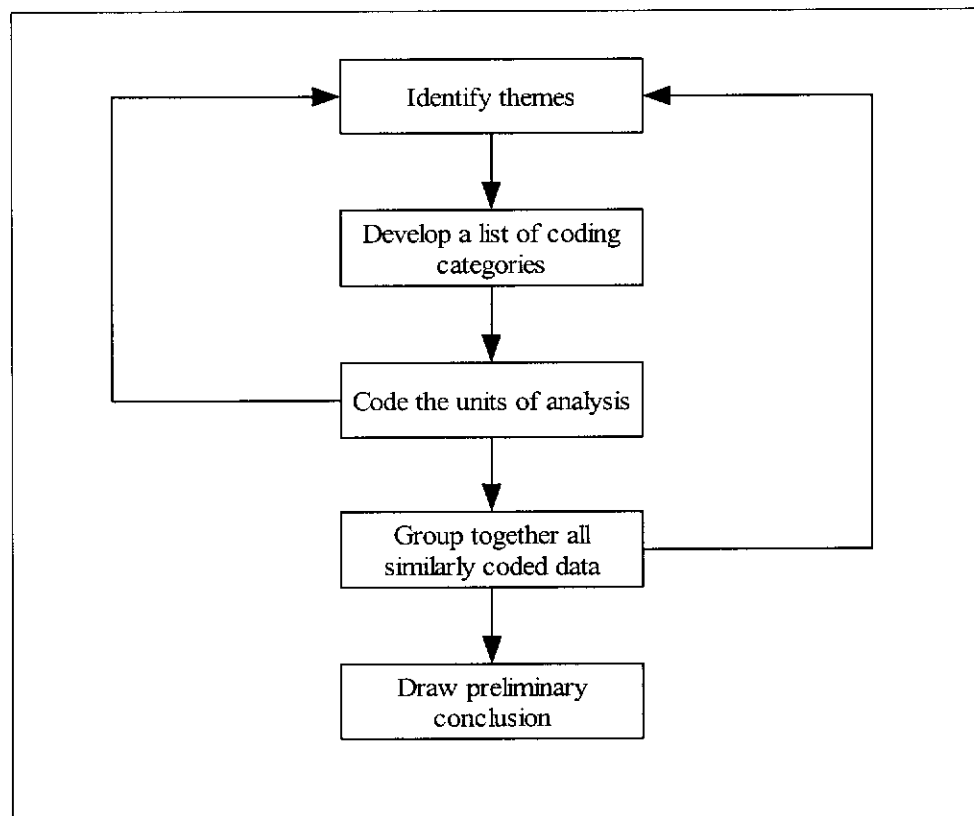 Identify themes
Develop a list of coding
categories
Code the units of analysis
Group together all
similarly coded data
Draw preliminary
conclusion